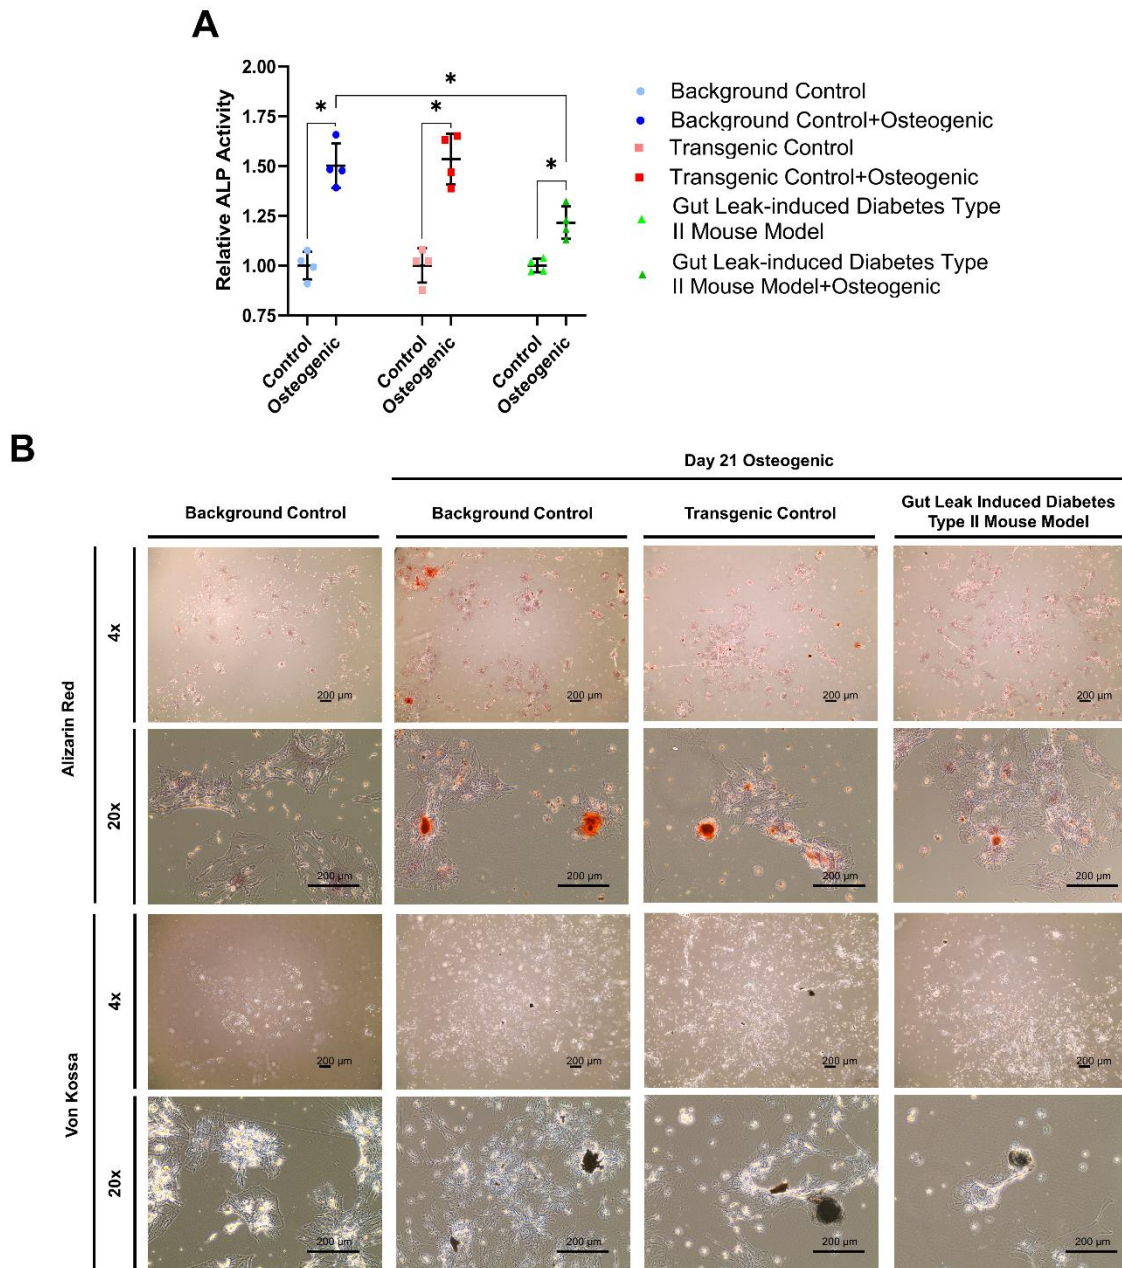 A
2.00
1.75
1.50
1.25
1.00
0.75
Relative ALP Activity
*
*
*
*
Control
Osteogenic
Control
Osteogenic
Control
Osteogenic
Background Control
Background Control+Osteogenic
Transgenic Control
Transgenic Control+Osteogenic
Gut Leak-induced Diabetes Type
II Mouse Model
Gut Leak-induced Diabetes Type
II Mouse Model+Osteogenic
B
Day 21 Osteogenic
Background Control
Background Control
Transgenic Control
Gut Leak Induced Diabetes
Type II Mouse Model
Alizarin Red
4x
200 µm
200 µm
200 µm
200 µm
20x
200 µm
200 µm
200 µm
200 µm
Von Kossa
4x
200 µm
200 µm
200 µm
200 µm
20x
200 µm
200 µm
200 µm
200 µm